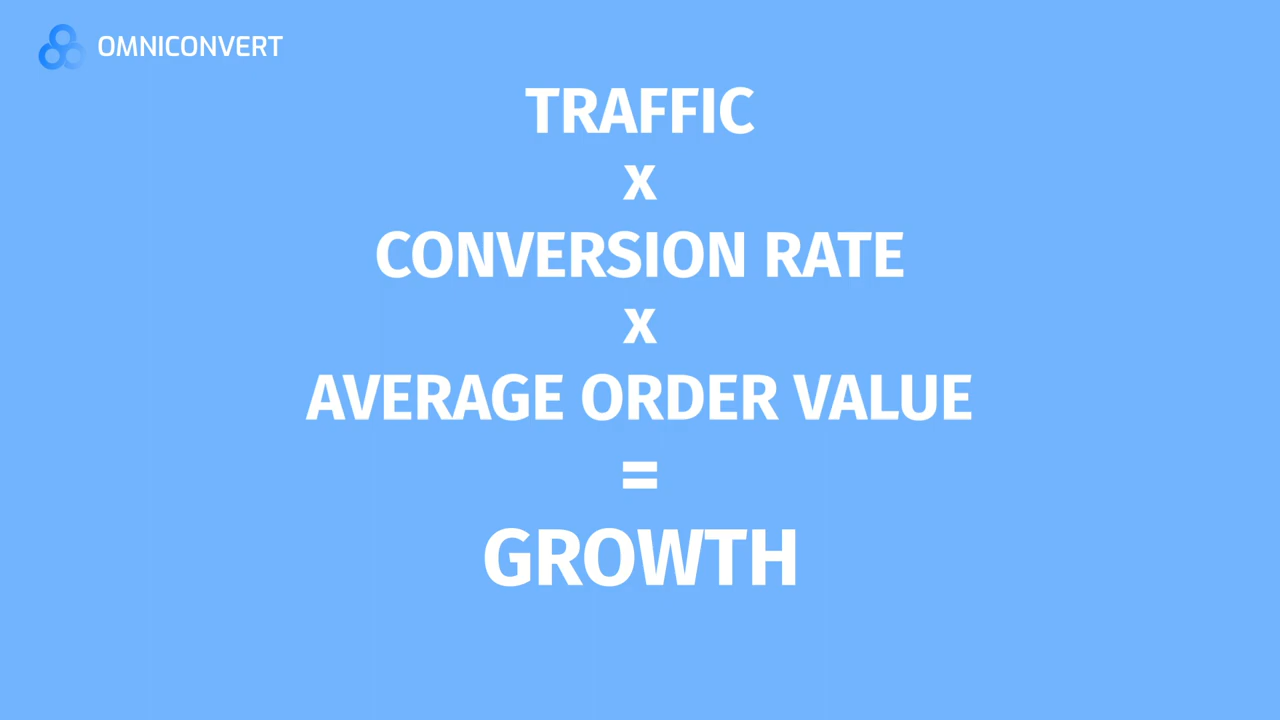 OMNICONVERT
TRAFFIC
x
CONVERSION RATE
x
AVERAGE ORDER VALUE
=
GROWTH